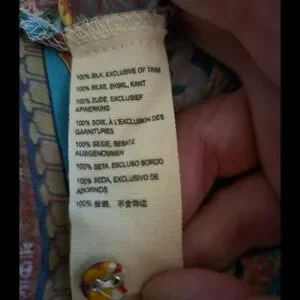 100% SILK, EXCLUSIVE OF TRIM
100% SILKE, EKSKL, KANT
100% ZIJDE, EXCLUSIEF
AFWERKING
100% SOIE, À L'EXCLUSION DES
GARNITURES
100% SEIDE, BESATZ
AUSGENOMMEN
100% SETA, ESCLUSO BORDO
100% SEDA, EXCLUSIVO DE
ADORNOS
100% 丝绸，不含饰边